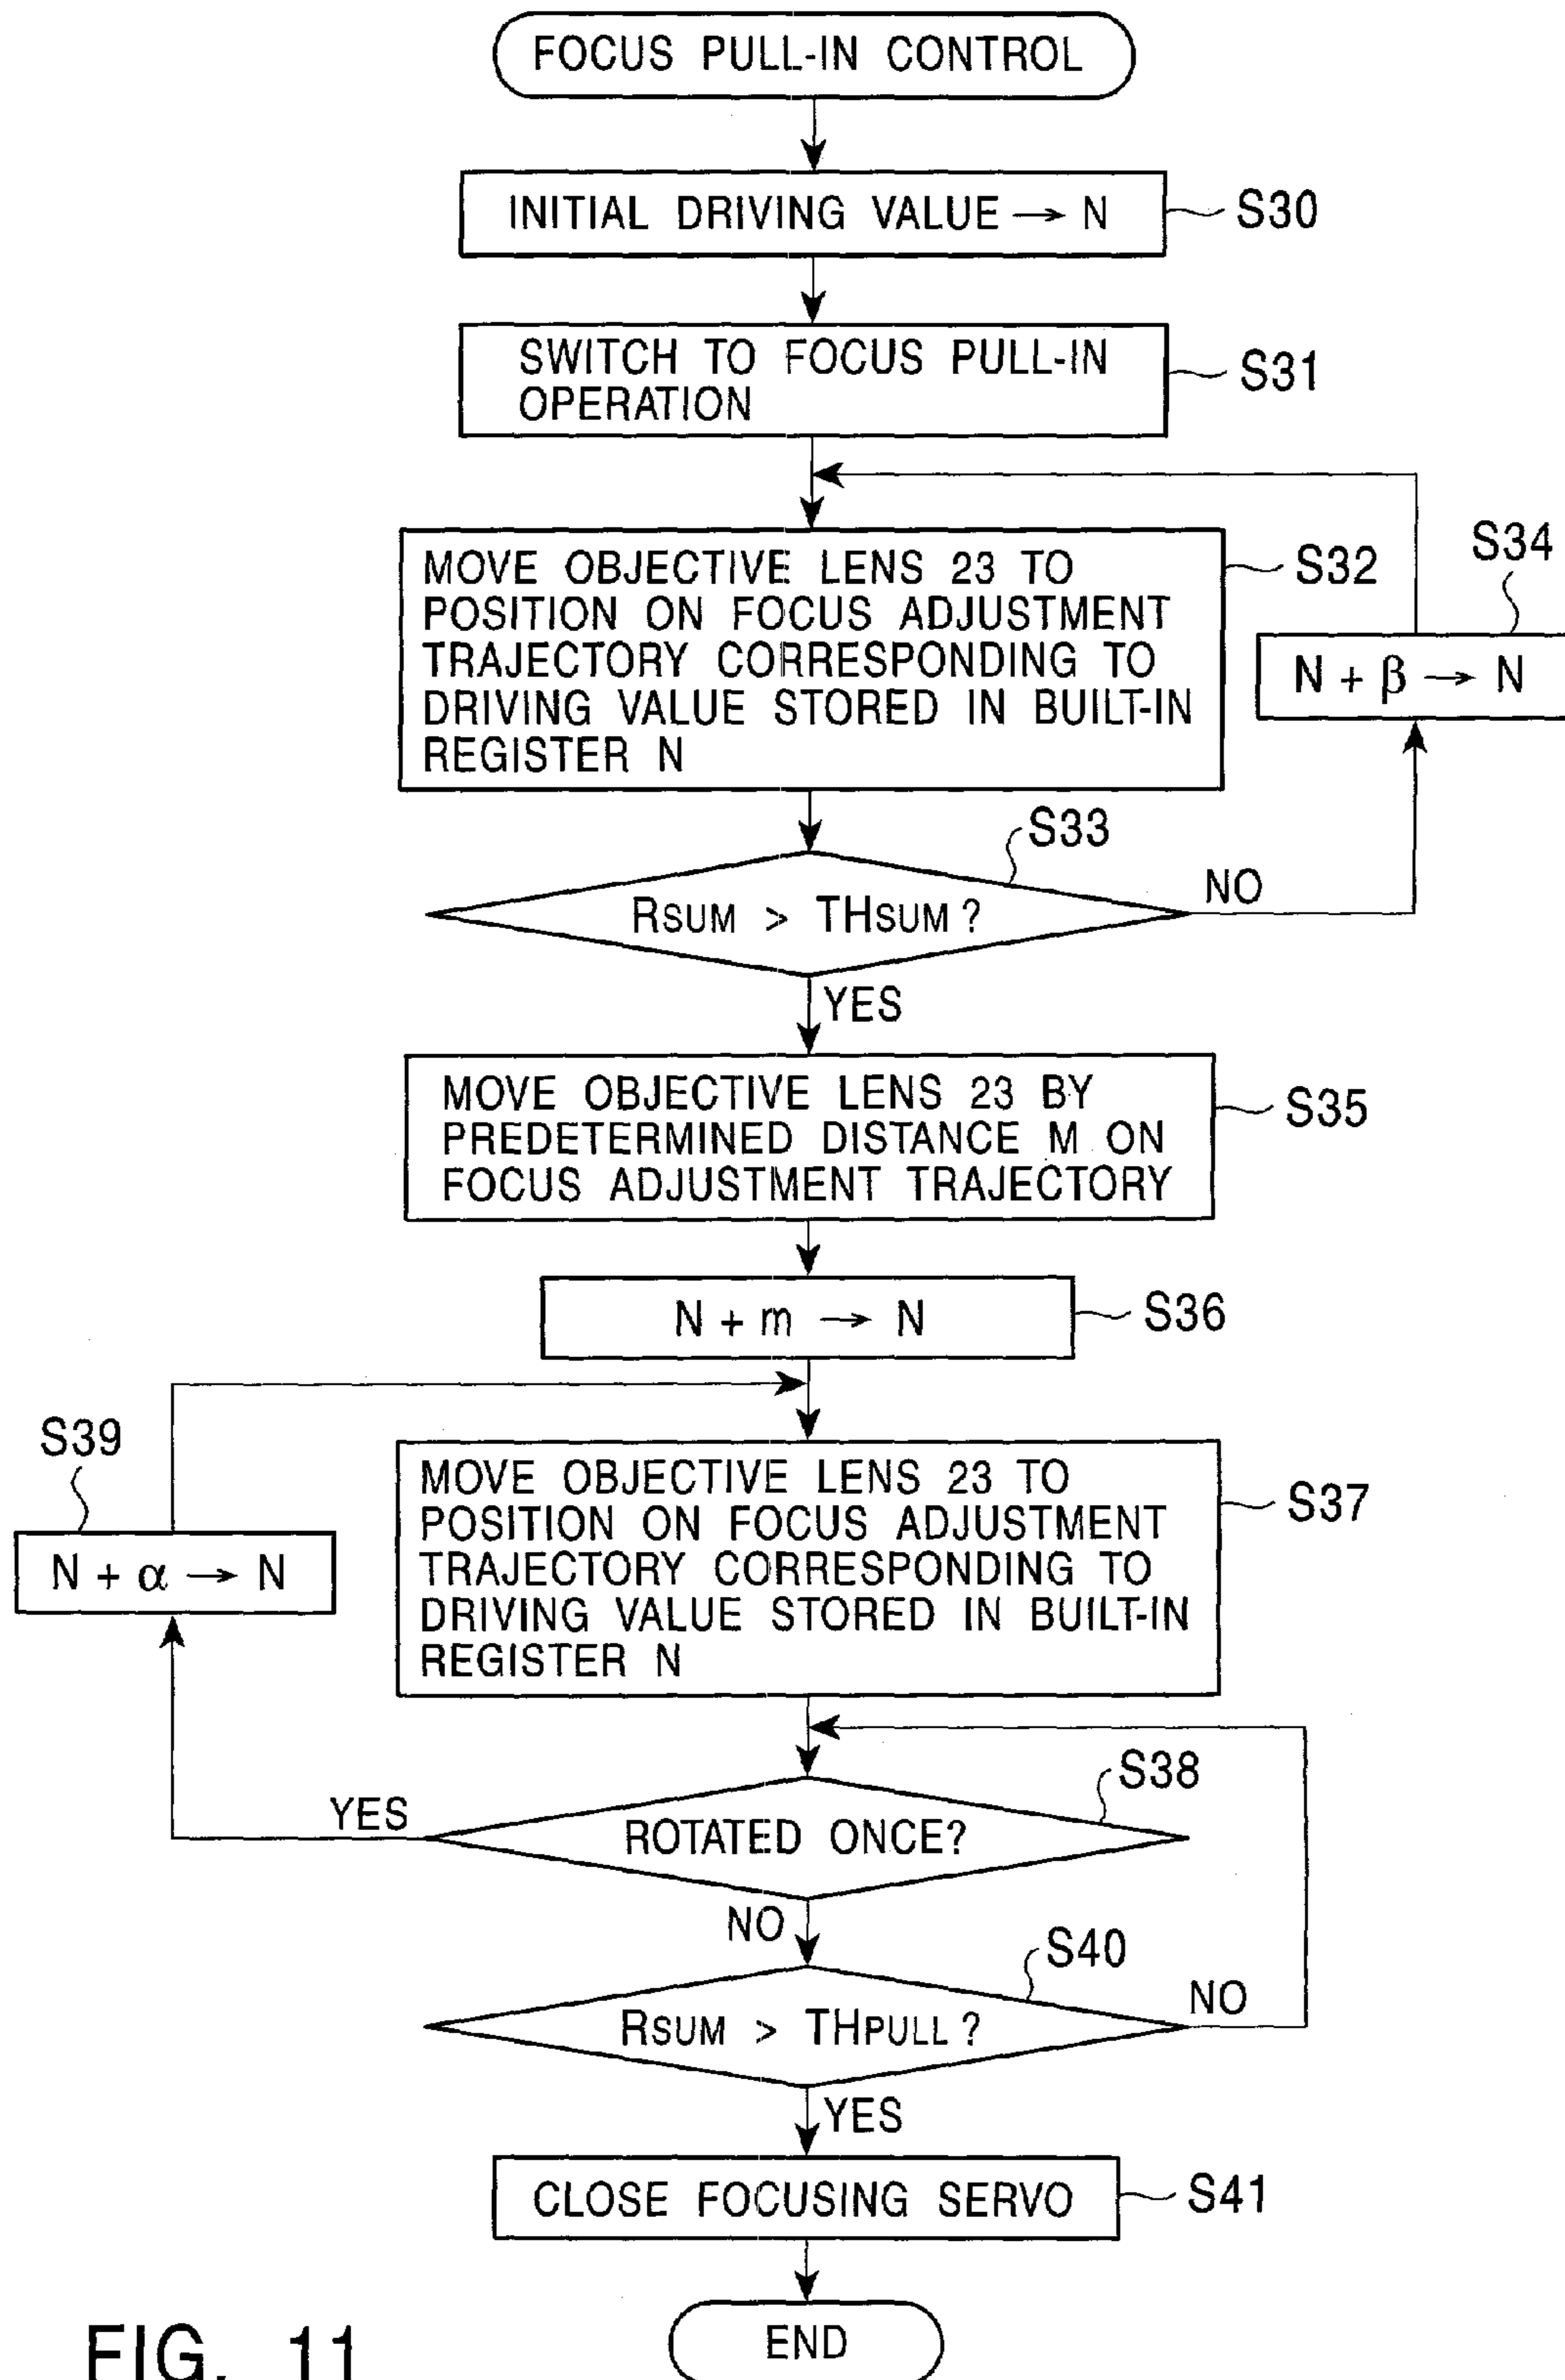 FOCUS PULL-IN CONTROL
INITIAL DRIVING VALUE → N
S30
SWITCH TO FOCUS PULL-IN
OPERATION
S31
MOVE OBJECTIVE LENS 23 TO
POSITION ON FOCUS ADJUSTMENT
TRAJECTORY CORRESPONDING TO
DRIVING VALUE STORED IN BUILT-IN
REGISTER N
S32
S34
N + β → N
S33
RSUM > THSUM ?
NO
YES
MOVE OBJECTIVE LENS 23 BY
PREDETERMINED DISTANCE M ON
FOCUS ADJUSTMENT TRAJECTORY
S35
N + m → N
S36
S39
N + α → N
MOVE OBJECTIVE LENS 23 TO
POSITION ON FOCUS ADJUSTMENT
TRAJECTORY CORRESPONDING TO
DRIVING VALUE STORED IN BUILT-IN
REGISTER N
S37
S38
YES
ROTATED ONCE?
NO
S40
RSUM > THPULL ?
NO
YES
CLOSE FOCUSING SERVO
S41
END
FIG. 11